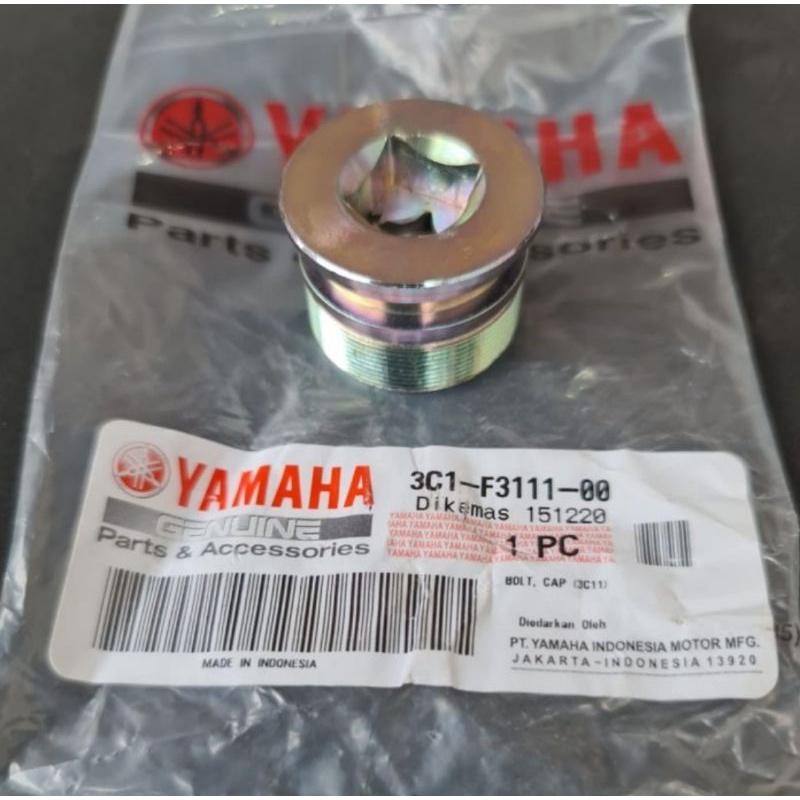 YAMAHA
Parts & Accessories
YAMAHA
GENUINE
Parts & Accessories
3C1-F3111-00
Dikemas 151220
1 PC
BOLT, CAP (3C11)
MADE IN INDONESIA
Diedarkan Oleh
PT. YAMAHA INDONESIA MOTOR MFG.
JAKARTA-INDONESIA 13920